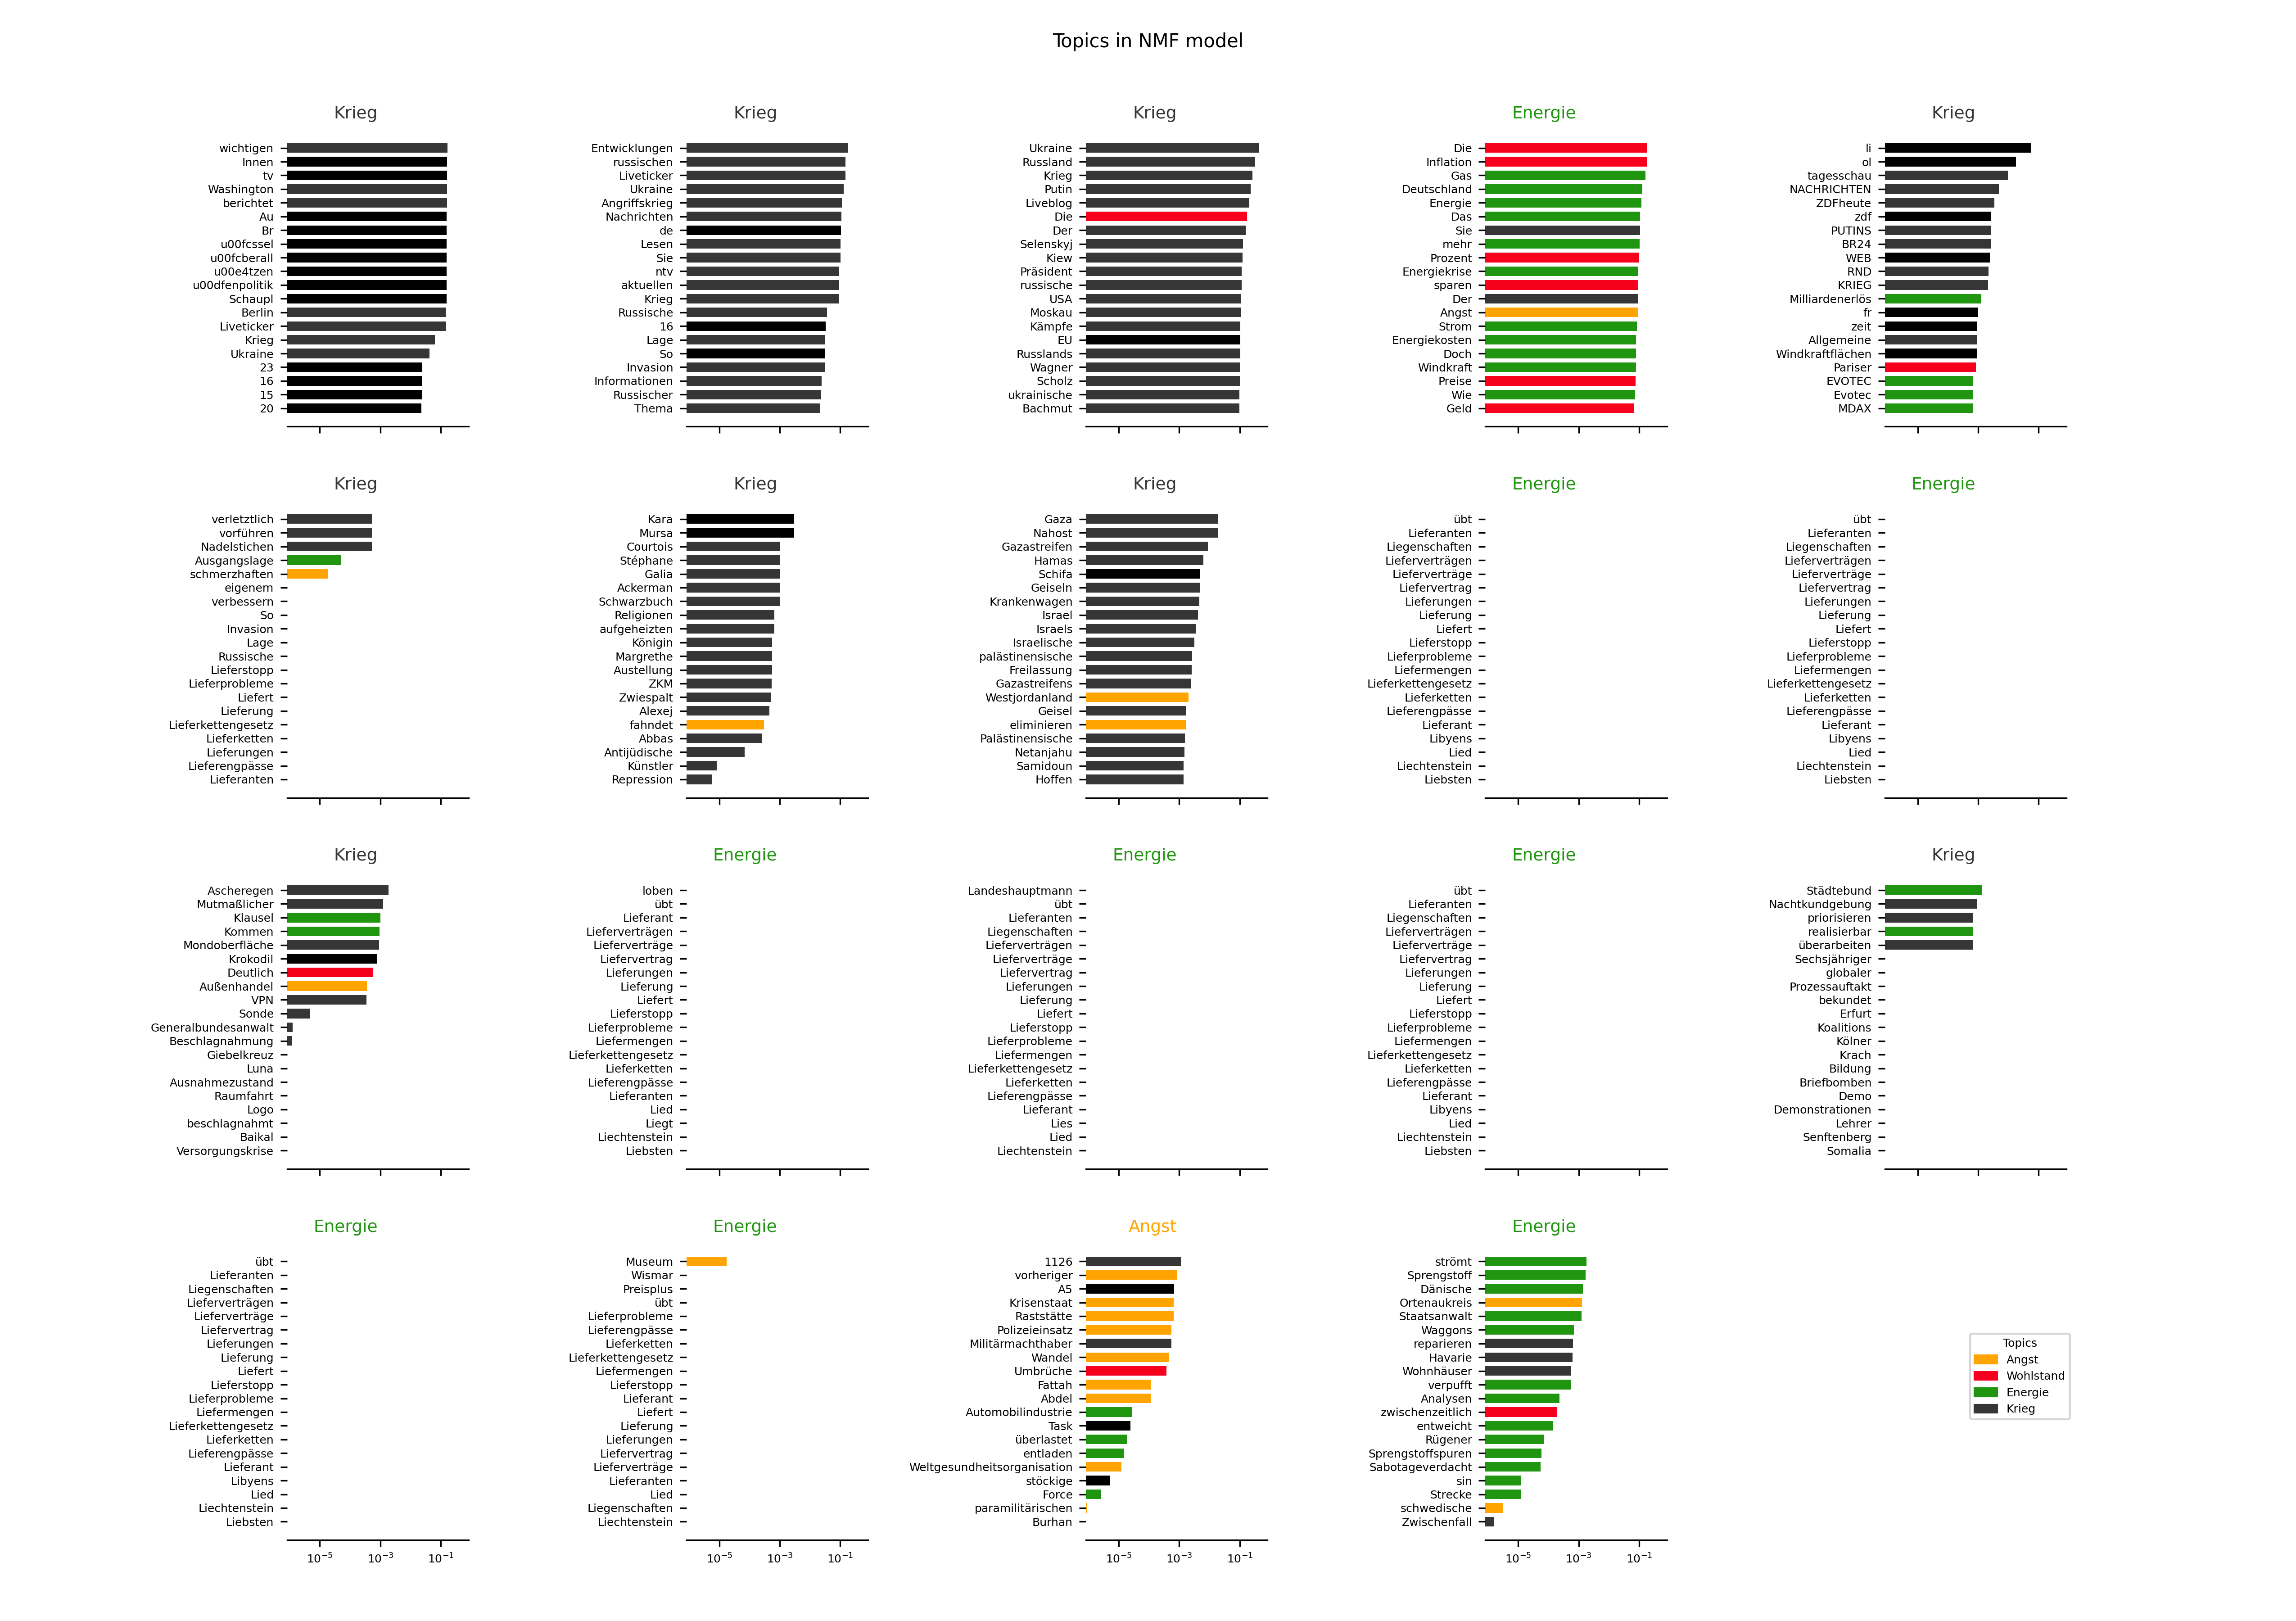 Topics in NMF model
Krieg
wichtigen
Innen
tv
Washington
berichtet
Au
Br
u00fcssel
u00fcberall
u00e4tzen
u00dfenpolitik
Schaupl
Berlin
Liveticker
Krieg
Ukraine
23
16
15
20
Krieg
Entwicklungen
russischen
Liveticker
Ukraine
Angriffskrieg
Nachrichten
de
Lesen
Sie
ntv
aktuellen
Krieg
Russische
16
Lage
So
Invasion
Informationen
Russischer
Thema
Krieg
Ukraine
Russland
Krieg
Putin
Liveblog
Die
Der
Selenskyj
Kiew
Präsident
russische
USA
Moskau
Kämpfe
EU
Russlands
Wagner
Scholz
ukrainische
Bachmut
Energie
Die
Inflation
Gas
Deutschland
Energie
Das
Sie
mehr
Prozent
Energiekrise
sparen
Der
Angst
Strom
Energiekosten
Doch
Windkraft
Preise
Wie
Geld
Krieg
li
ol
tagesschau
NACHRICHTEN
ZDFheute
zdf
PUTINS
BR24
WEB
RND
KRIEG
Milliardenerlös
fr
zeit
Allgemeine
Windkraftflächen
Pariser
EVOTEC
Evotec
MDAX
Krieg
verletztlich
vorführen
Nadelstichen
Ausgangslage
schmerzhaften
eigenem
verbessern
So
Invasion
Lage
Russische
Lieferstopp
Lieferprobleme
Liefert
Lieferung
Lieferkettengesetz
Lieferketten
Lieferungen
Lieferengpässe
Lieferanten
Krieg
Kara
Mursa
Courtois
Stéphane
Galia
Ackerman
Schwarzbuch
Religionen
aufgeheizten
Königin
Margrethe
Austellung
ZKM
Zwiespalt
Alexej
fahndet
Abbas
Antijüdische
Künstler
Repression
Krieg
Gaza
Nahost
Gazastreifen
Hamas
Schifa
Geiseln
Krankenwagen
Israel
Israels
Israelische
palästinensische
Freilassung
Gazastreifens
Westjordanland
Geisel
eliminieren
Palästinensische
Netanjahu
Samidoun
Hoffen
Energie
übt
Lieferanten
Liegenschaften
Lieferverträgen
Lieferverträge
Liefervertrag
Lieferungen
Lieferung
Liefert
Lieferstopp
Lieferprobleme
Liefermengen
Lieferkettengesetz
Lieferketten
Lieferengpässe
Lieferant
Libyens
Lied
Liechtenstein
Liebsten
Energie
übt
Lieferanten
Liegenschaften
Lieferverträgen
Lieferverträge
Liefervertrag
Lieferungen
Lieferung
Liefert
Lieferstopp
Lieferprobleme
Liefermengen
Lieferkettengesetz
Lieferketten
Lieferengpässe
Lieferant
Libyens
Lied
Liechtenstein
Liebsten
Krieg
Ascheregen
Mutmaßlicher
Klausel
Kommen
Mondoberfläche
Krokodil
Deutlich
Außenhandel
VPN
Sonde
Generalbundesanwalt
Beschlagnahmung
Giebelkreuz
Luna
Ausnahmezustand
Raumfahrt
Logo
beschlagnahmt
Baikal
Versorgungskrise
Energie
loben
übt
Lieferant
Lieferverträgen
Lieferverträge
Liefervertrag
Lieferungen
Lieferung
Liefert
Lieferstopp
Lieferprobleme
Liefermengen
Lieferkettengesetz
Lieferketten
Lieferengpässe
Lieferanten
Lied
Liegt
Liechtenstein
Liebsten
Energie
Landeshauptmann
übt
Lieferanten
Liegenschaften
Lieferverträgen
Lieferverträge
Liefervertrag
Lieferungen
Lieferung
Liefert
Lieferstopp
Lieferprobleme
Liefermengen
Lieferkettengesetz
Lieferketten
Lieferengpässe
Lieferant
Lies
Lied
Liechtenstein
Energie
übt
Lieferanten
Liegenschaften
Lieferverträgen
Lieferverträge
Liefervertrag
Lieferungen
Lieferung
Liefert
Lieferstopp
Lieferprobleme
Liefermengen
Lieferkettengesetz
Lieferketten
Lieferengpässe
Lieferant
Libyens
Lied
Liechtenstein
Liebsten
Krieg
Städtebund
Nachtkundgebung
priorisieren
realisierbar
überarbeiten
Sechsjähriger
globaler
Prozessauftakt
bekundet
Erfurt
Koalitions
Kölner
Krach
Bildung
Briefbomben
Demo
Demonstrationen
Lehrer
Senftenberg
Somalia
Energie
übt
Lieferanten
Liegenschaften
Lieferverträgen
Lieferverträge
Liefervertrag
Lieferungen
Lieferung
Liefert
Lieferstopp
Lieferprobleme
Liefermengen
Lieferkettengesetz
Lieferketten
Lieferengpässe
Lieferant
Libyens
Lied
Liechtenstein
Liebsten
10⁻⁵ 10⁻³ 10⁻¹
Energie
Museum
Wismar
Preisplus
übt
Lieferprobleme
Lieferengpässe
Lieferketten
Lieferkettengesetz
Liefermengen
Lieferstopp
Lieferant
Liefert
Lieferung
Lieferungen
Liefervertrag
Lieferverträge
Lieferanten
Lied
Liegenschaften
Liechtenstein
10⁻⁵ 10⁻³ 10⁻¹
Angst
1126
vorheriger
A5
Krisenstaat
Raststätte
Polizeieinsatz
Militärmachthaber
Wandel
Umbrüche
Fattah
Abdel
Automobilindustrie
Task
überlastet
entladen
Weltgesundheitsorganisation
stöckige
Force
paramilitärischen
Burhan
10⁻⁵ 10⁻³ 10⁻¹
Energie
strömt
Sprengstoff
Dänische
Ortenaukreis
Staatsanwalt
Waggons
reparieren
Havarie
Wohnhäuser
verpufft
Analysen
zwischenzeitlich
entweicht
Rügener
Sprengstoffspuren
Sabotageverdacht
sin
Strecke
schwedische
Zwischenfall
10⁻⁵ 10⁻³ 10⁻¹
Topics
Angst
Wohlstand
Energie
Krieg